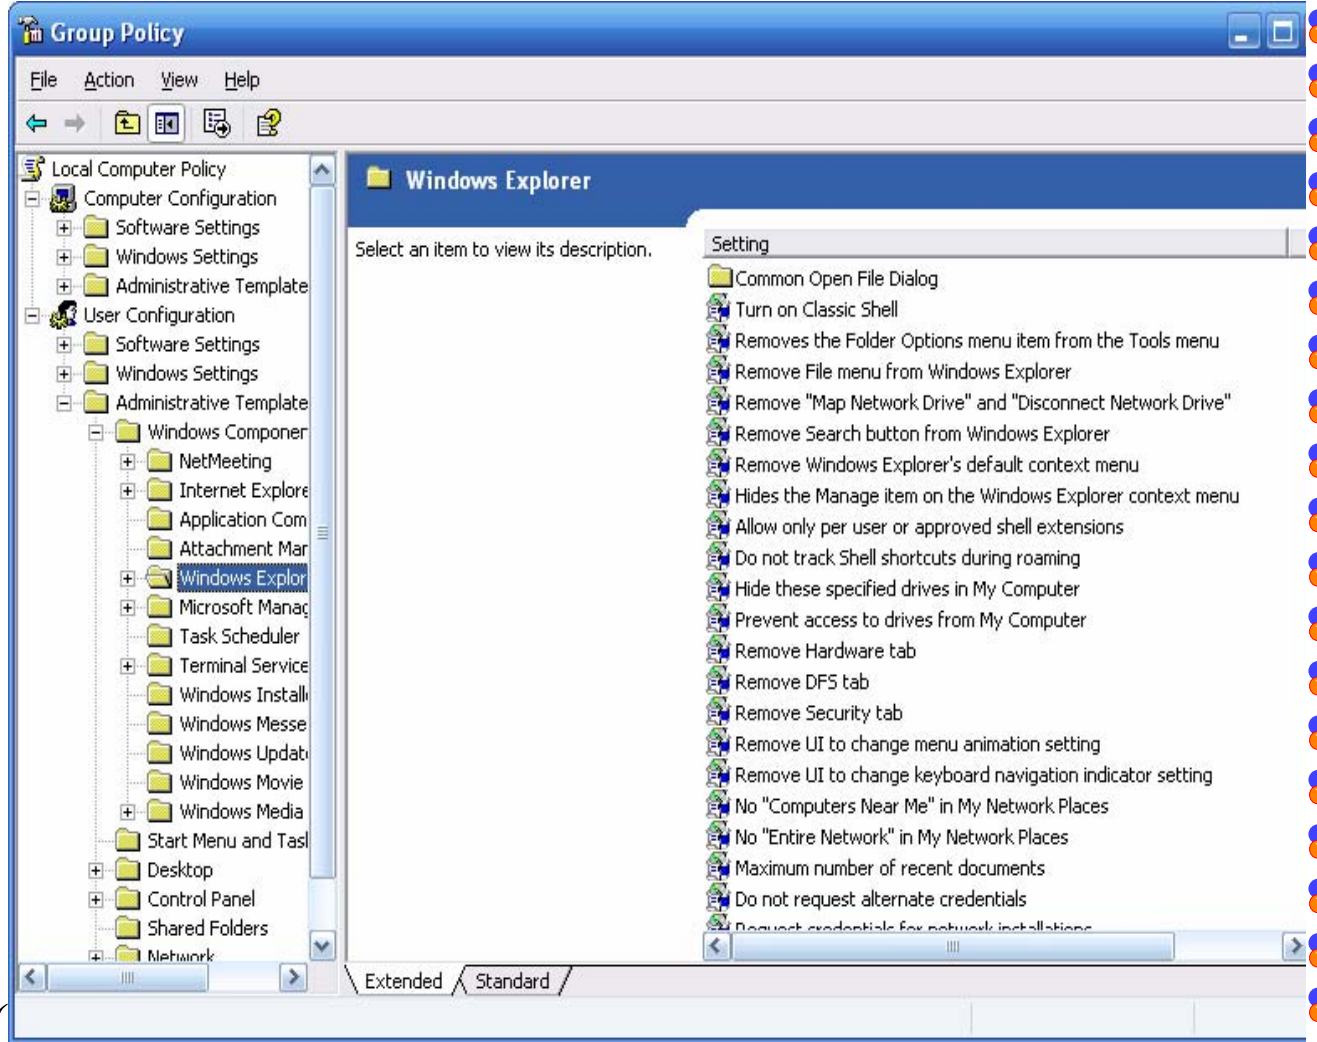 Group Policy
File Action View Help
Local Computer Policy
Computer Configuration
Software Settings
Windows Settings
Administrative Template
User Configuration
Software Settings
Windows Settings
Administrative Template
Windows Componer
NetMeeting
Internet Explore
Application Com
Attachment Mar
Windows Explor
Microsoft Manag
Task Scheduler
Terminal Service
Windows Install
Windows Messe
Windows Updat
Windows Movie
Windows Media
Start Menu and Tas
Desktop
Control Panel
Shared Folders
Network
Windows Explorer
Select an item to view its description.
Setting
Common Open File Dialog
Turn on Classic Shell
Removes the Folder Options menu item from the Tools menu
Remove File menu from Windows Explorer
Remove "Map Network Drive" and "Disconnect Network Drive"
Remove Search button from Windows Explorer
Remove Windows Explorer's default context menu
Hides the Manage item on the Windows Explorer context menu
Allow only per user or approved shell extensions
Do not track Shell shortcuts during roaming
Hide these specified drives in My Computer
Prevent access to drives from My Computer
Remove Hardware tab
Remove DFS tab
Remove Security tab
Remove UI to change menu animation setting
Remove UI to change keyboard navigation indicator setting
No "Computers Near Me" in My Network Places
No "Entire Network" in My Network Places
Maximum number of recent documents
Do not request alternate credentials
Request credentials for network installations
Extended Standard